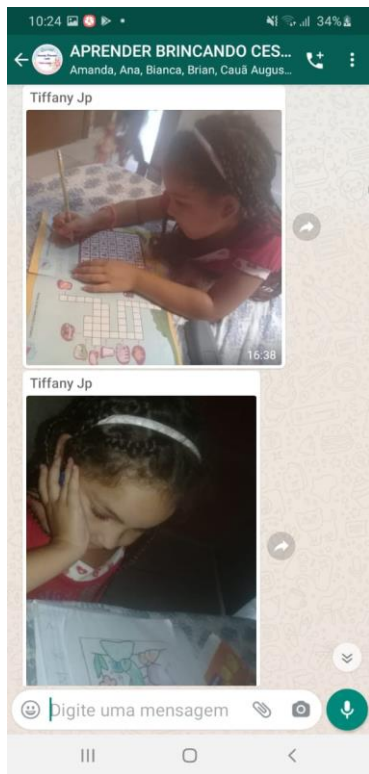 10:24
34%
APRENDER BRINCANDO CES...
Amanda, Ana, Bianca, Brian, Cauã Augus...
Tiffany Jp
16:38
Tiffany Jp
Digite uma mensagem